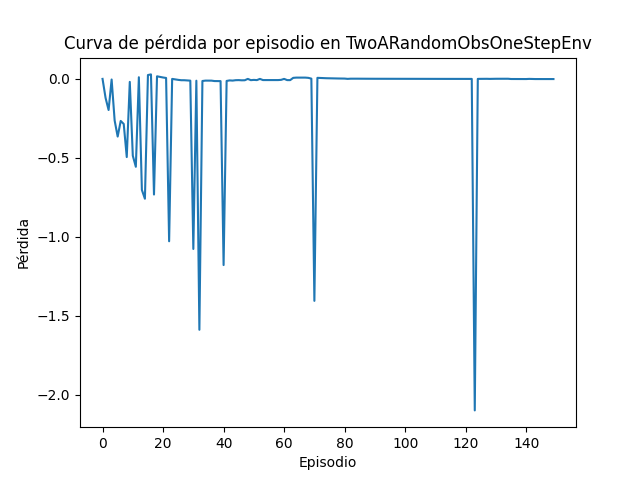 Curva de pérdida por episodio en TwoARandomObsOneStepEnv
Pérdida
0.0
−0.5
−1.0
−1.5
−2.0
0 20 40 60 80 100 120 140
Episodio